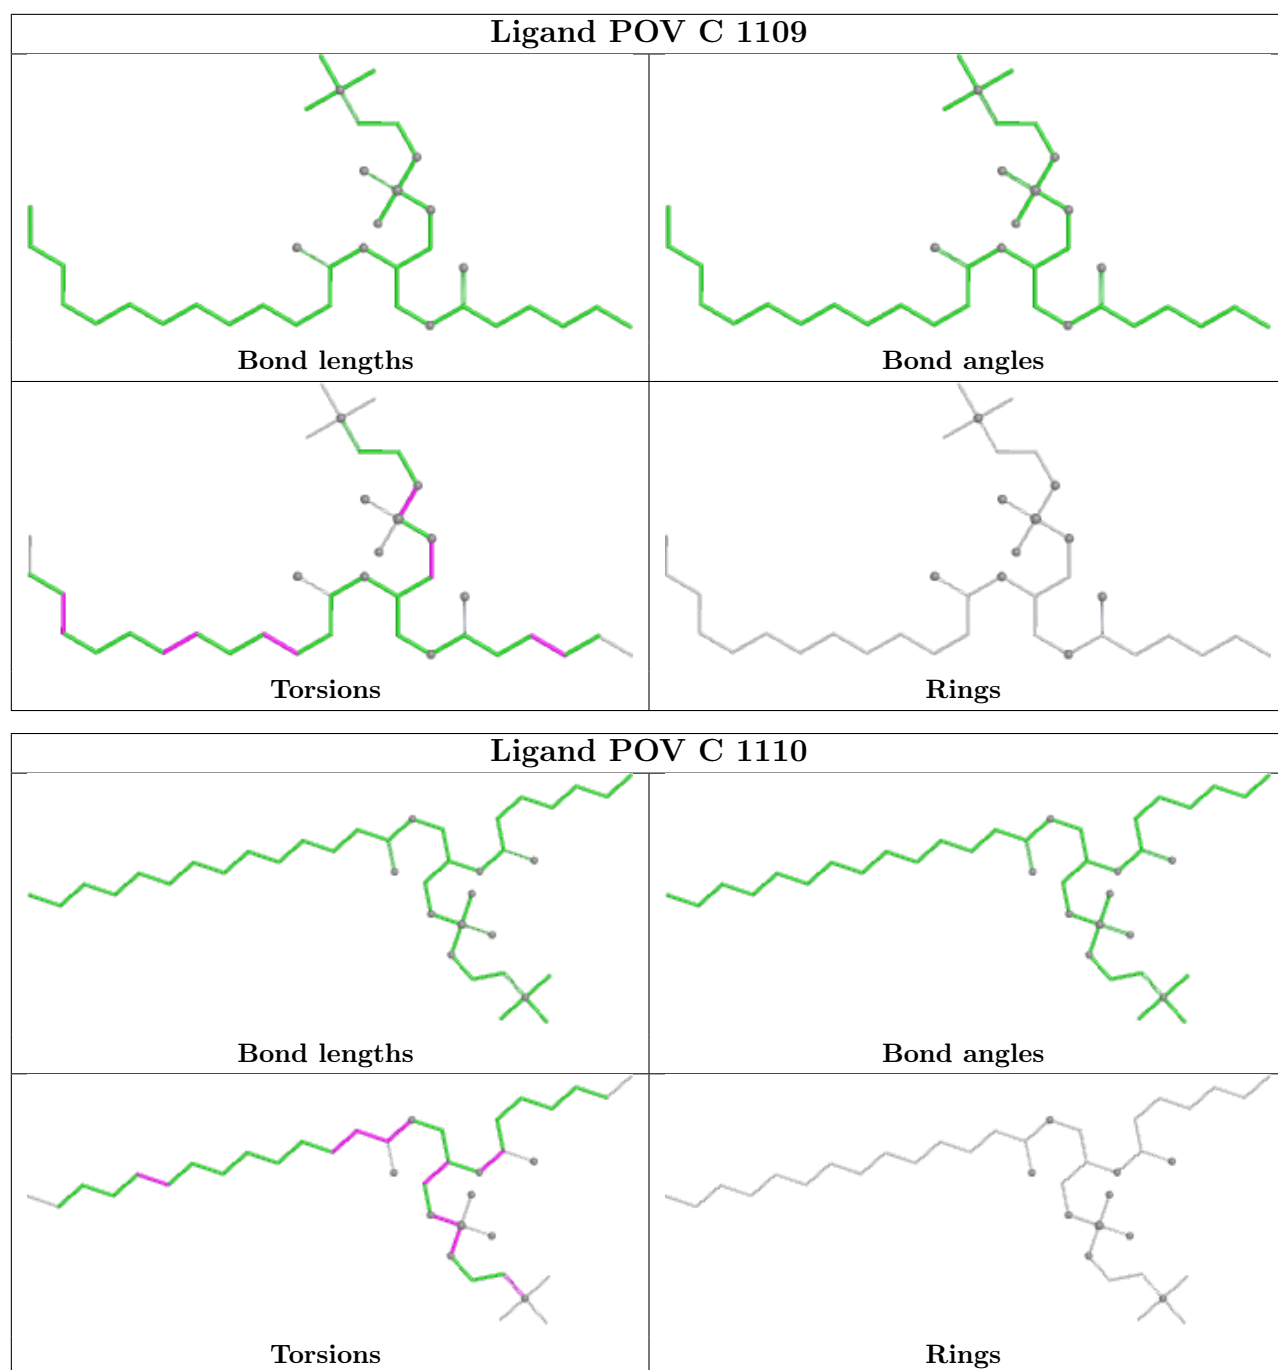 Ligand POV C 1109
Bond lengths
Bond angles
Torsions
Rings
Ligand POV C 1110
Bond lengths
Bond angles
Torsions
Rings